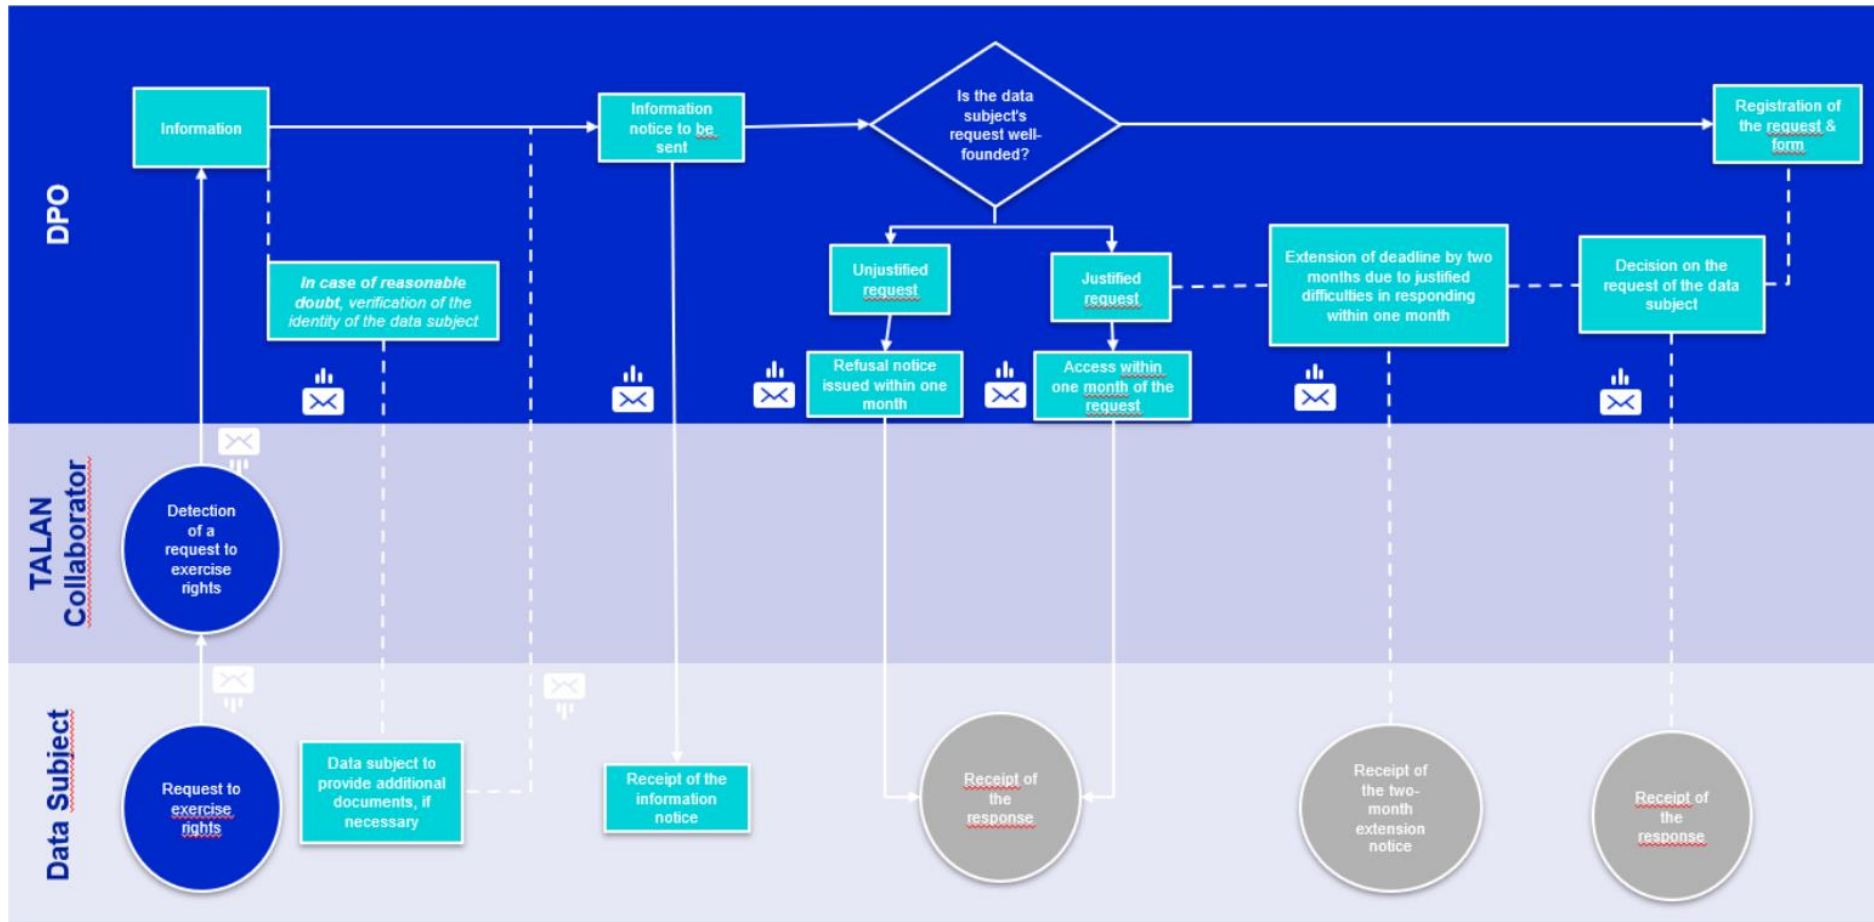 DPO
Information
Information
notice to be
sent
Is the data
subject's
request well-
founded?
Registration of
the request &
form
In case of reasonable
doubt, verification of the
identity of the data subject
Unjustified
request
Justified
request
Extension of deadline by two
months due to justified
difficulties in responding
within one month
Decision on the
request of the data
subject
Refusal notice
issued within one
month
Access within
one month of the
request
TALAN
Collaborator
Detection
of a
request to
exercise
rights
Data Subject
Request to
exercise
rights
Data subject to
provide additional
documents, if
necessary
Receipt of the
information
notice
Receipt of
the
response
Receipt of
the two-
month
extension
notice
Receipt of
the
response